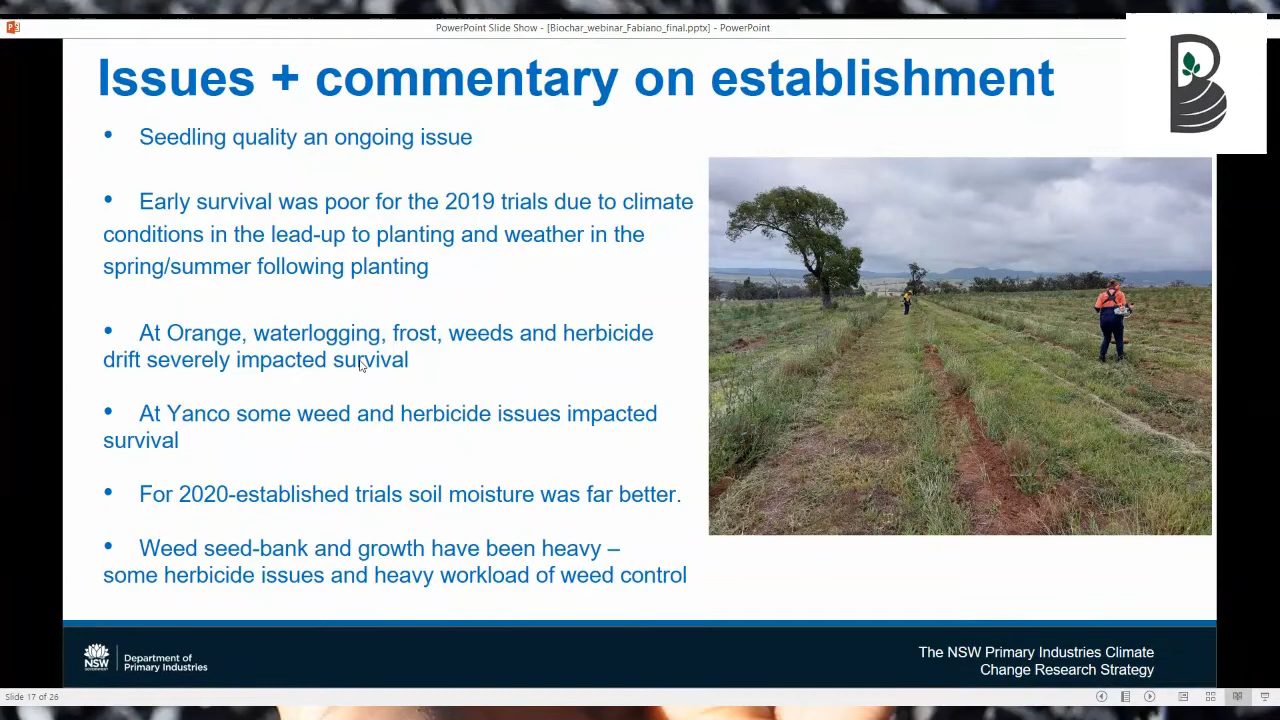 PowerPoint Slide Show - [Biochar_webinar_Fabiano_final.pptx] - PowerPoint
Issues + commentary on establishment
• Seedling quality an ongoing issue
• Early survival was poor for the 2019 trials due to climate
conditions in the lead-up to planting and weather in the
spring/summer following planting
• At Orange, waterlogging, frost, weeds and herbicide
drift severely impacted survival
• At Yanco some weed and herbicide issues impacted
survival
• For 2020-established trials soil moisture was far better.
• Weed seed-bank and growth have been heavy –
some herbicide issues and heavy workload of weed control
NSW
GOVERNMENT
Department of
Primary Industries
The NSW Primary Industries Climate
Change Research Strategy
Slide 17 of 26